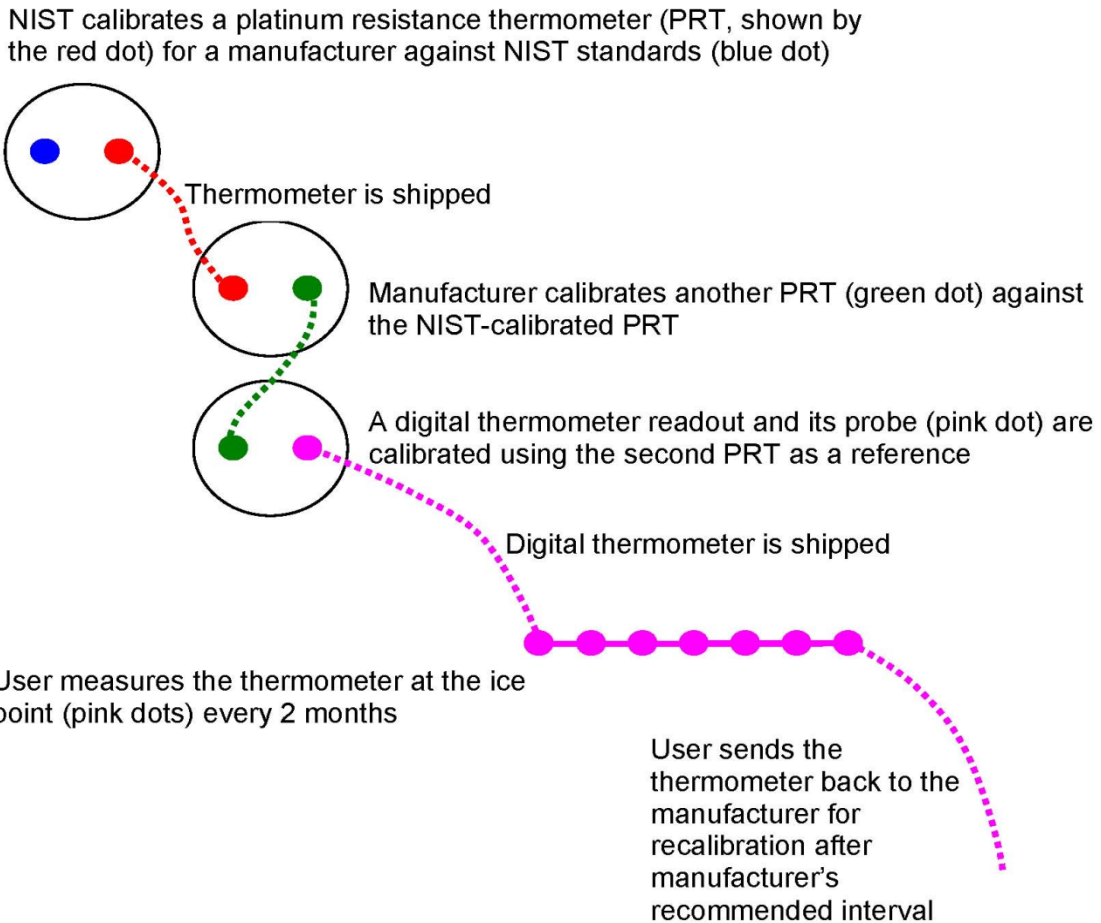 NIST calibrates a platinum resistance thermometer (PRT, shown by
the red dot) for a manufacturer against NIST standards (blue dot)
Thermometer is shipped
Manufacturer calibrates another PRT (green dot) against
the NIST-calibrated PRT
A digital thermometer readout and its probe (pink dot) are
calibrated using the second PRT as a reference
Digital thermometer is shipped
User measures the thermometer at the ice
point (pink dots) every 2 months
User sends the
thermometer back to the
manufacturer for
recalibration after
manufacturer’s
recommended interval